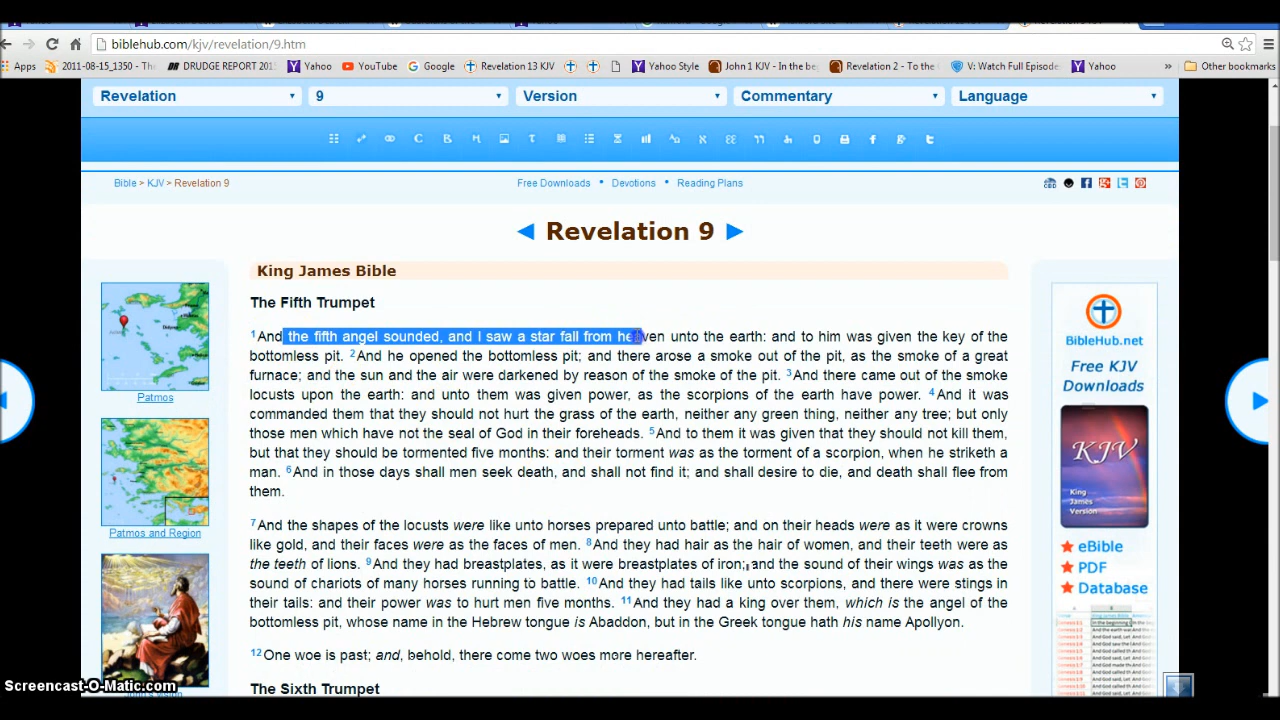 biblehub.com/kjv/revelation/9.htm
Apps 2011-08-15_1350 - Th DRUDGE REPORT 201 Yahoo YouTube Google Revelation 13 KJV Yahoo Style John 1 KJV - In the be Revelation 2 - To the V: Watch Full Episode Yahoo » Other bookmarks
Revelation 9 Version Commentary Language
Bible > KJV > Revelation 9 Free Downloads • Devotions • Reading Plans
Revelation 9
King James Bible
The Fifth Trumpet
1And the fifth angel sounded, and I saw a star fall from heaven unto the earth: and to him was given the key of the
bottomless pit. 2And he opened the bottomless pit; and there arose a smoke out of the pit, as the smoke of a great
furnace; and the sun and the air were darkened by reason of the smoke of the pit. 3And there came out of the smoke
locusts upon the earth: and unto them was given power, as the scorpions of the earth have power. 4And it was
commanded them that they should not hurt the grass of the earth, neither any green thing, neither any tree; but only
those men which have not the seal of God in their foreheads. 5And to them it was given that they should not kill them,
but that they should be tormented five months: and their torment was as the torment of a scorpion, when he striketh a
man. 6And in those days shall men seek death, and shall not find it; and shall desire to die, and death shall flee from
them.
7And the shapes of the locusts were like unto horses prepared unto battle; and on their heads were as it were crowns
like gold, and their faces were as the faces of men. 8And they had hair as the hair of women, and their teeth were as
the teeth of lions. 9And they had breastplates, as it were breastplates of iron; and the sound of their wings was as the
sound of chariots of many horses running to battle. 10And they had tails like unto scorpions, and there were stings in
their tails: and their power was to hurt men five months. 11And they had a king over them, which is the angel of the
bottomless pit, the Hebrew tongue is Abaddon, but in the Greek tongue hath his name Apollyon.
12One woe is there come two woes more hereafter.
The Sixth Trumpet
Patmos
Patmos and Region
BibleHub.net
Free KJV
Downloads
KJV
King
James
Version
eBible
PDF
Database
Screencast-O-Matic.com